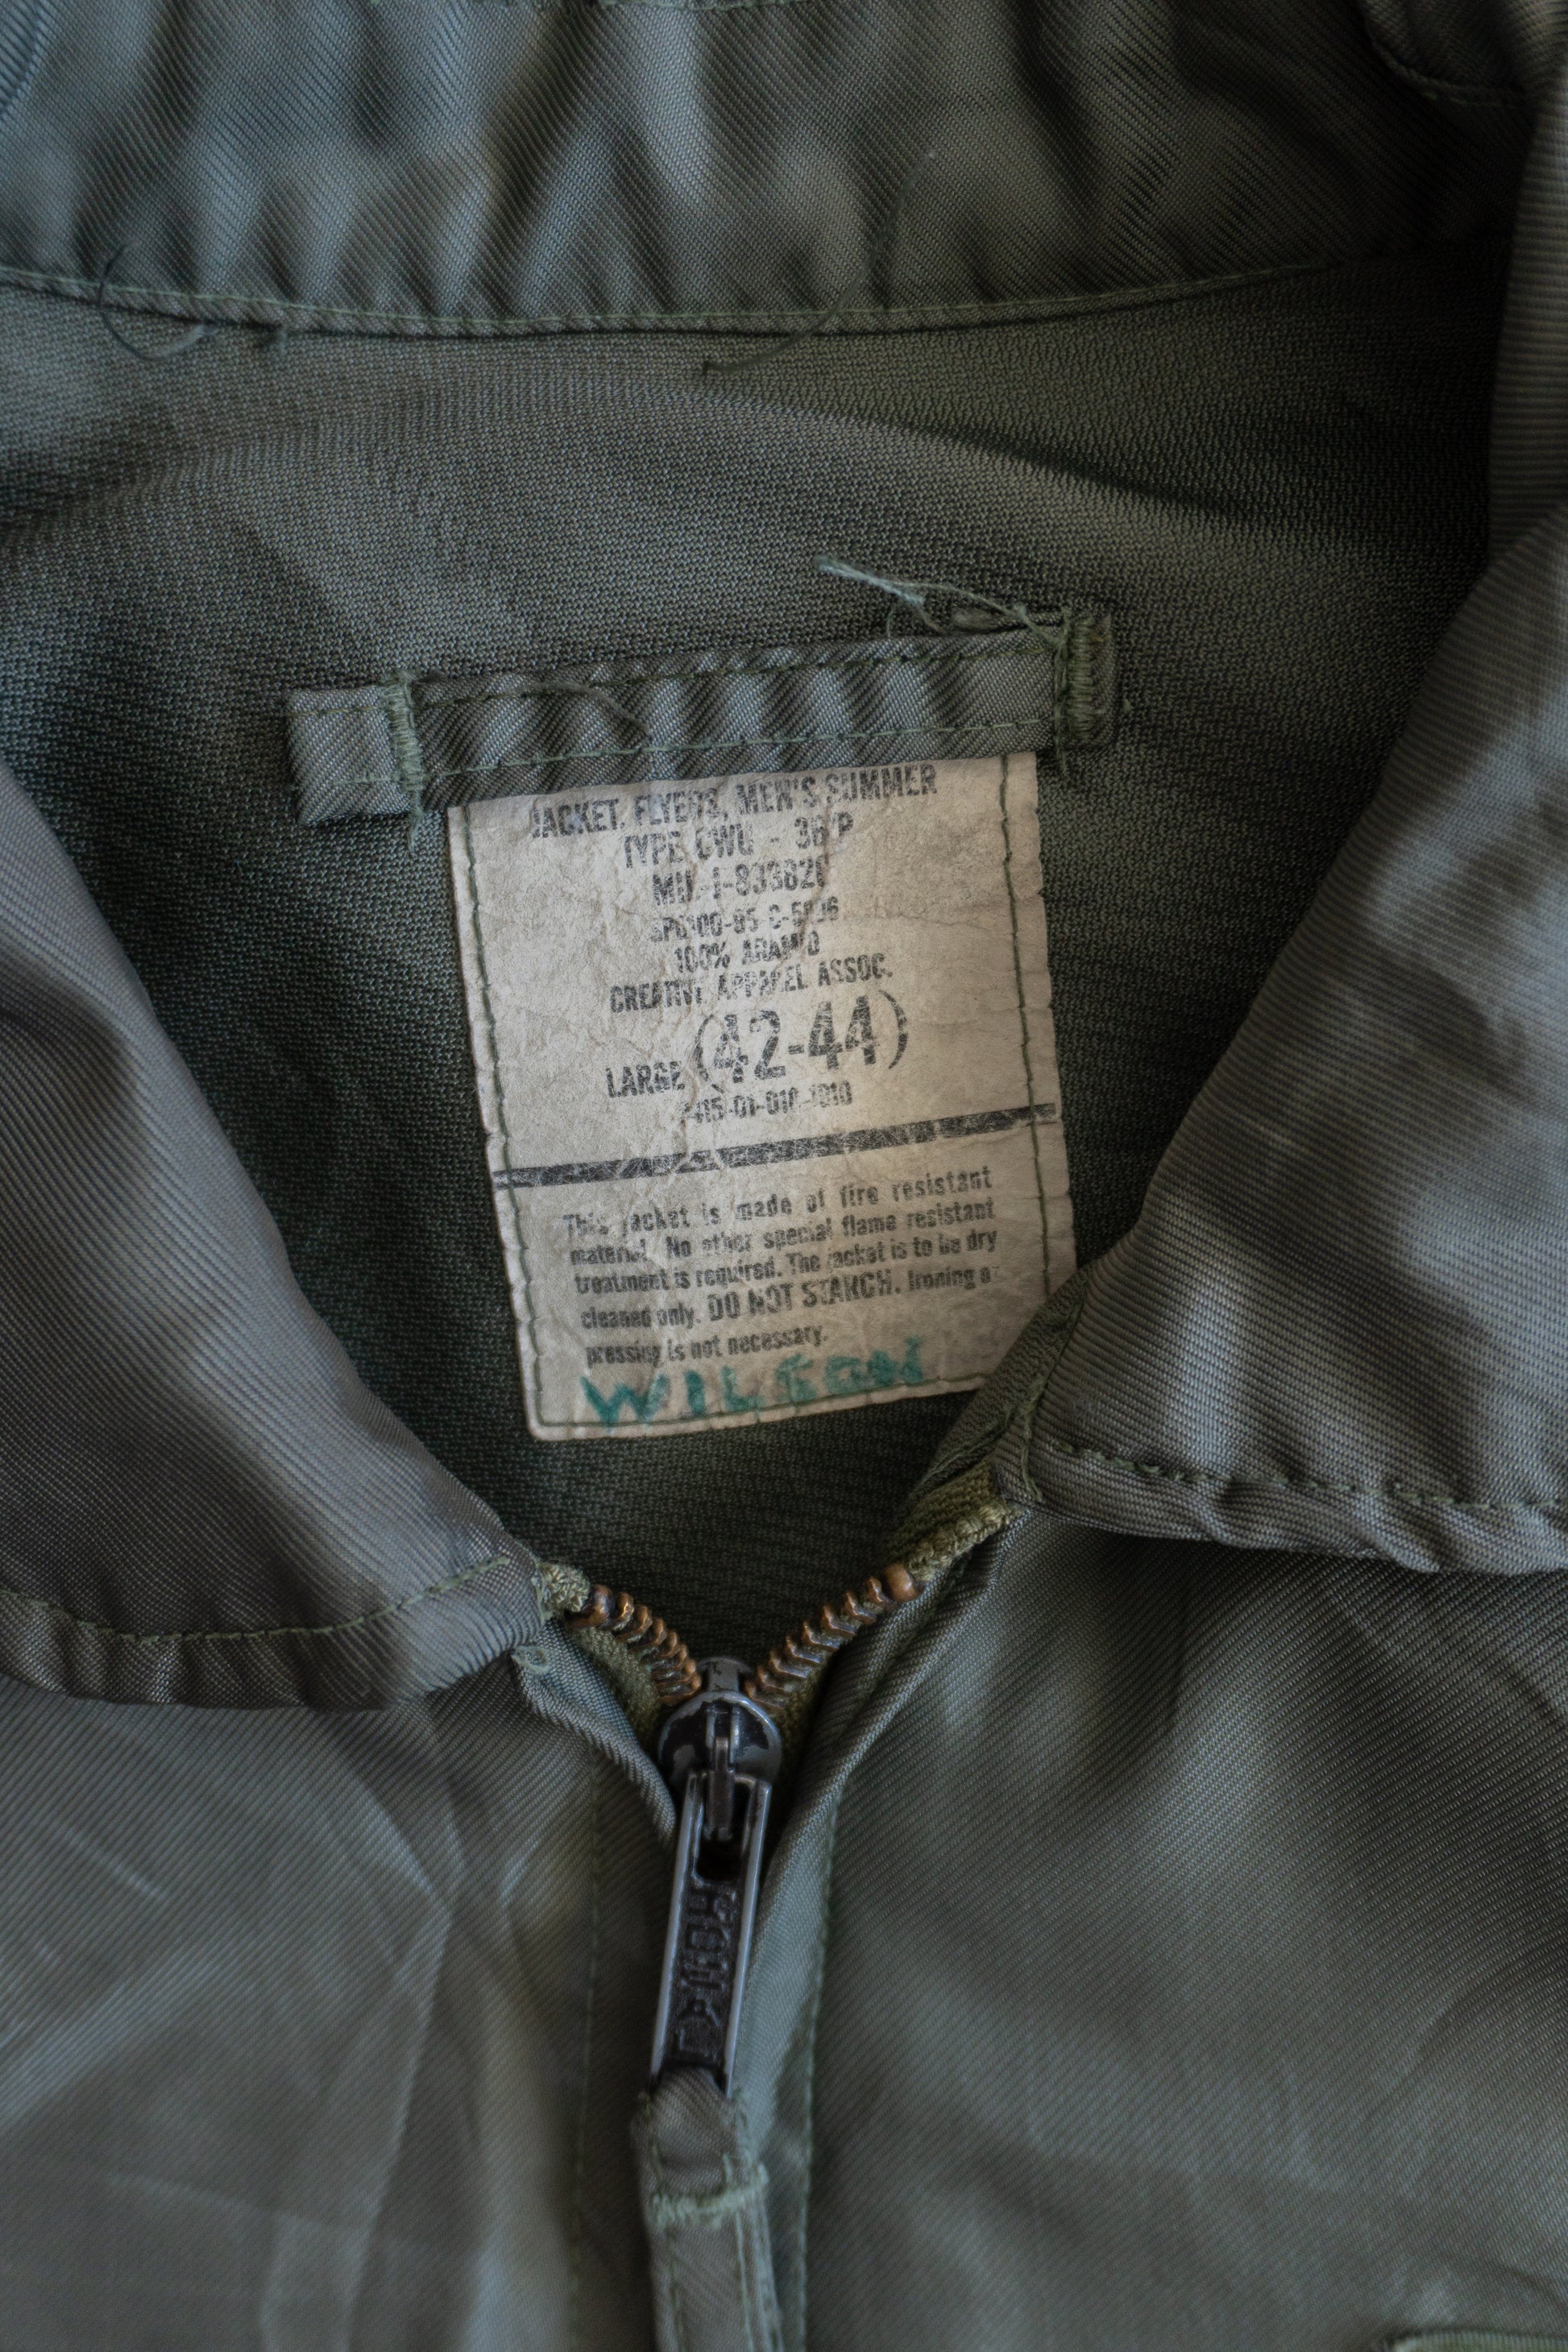 JACKET, FLYER'S, MEN'S SUMMER
TYPE CWU - 36/P
MIL-J-83382C
100% ARAMID
CREATIVE APPAREL ASSOC.
LARGE (42-44)
This jacket is made of fire resistant
material. No other special flame resistant
treatment is required. The jacket is to be dry
cleaned only. DO NOT STARCH. Ironing or
pressing is not necessary.
WILSON